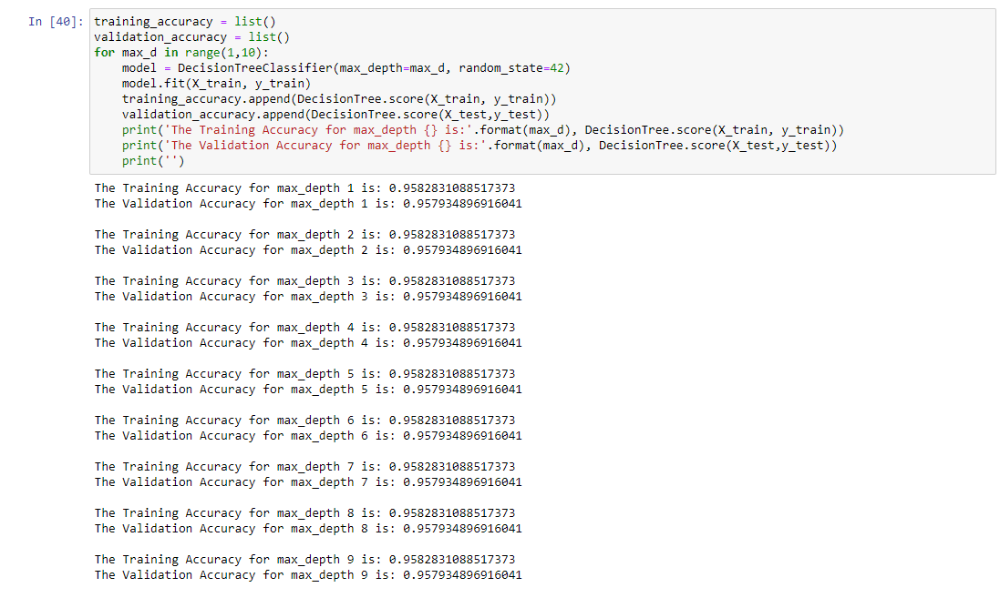 In [40]: training_accuracy = list()
validation_accuracy = list()
for max_d in range(1,10):
    model = DecisionTreeClassifier(max_depth=max_d, random_state=42)
    model.fit(X_train, y_train)
    training_accuracy.append(DecisionTree.score(X_train, y_train))
    validation_accuracy.append(DecisionTree.score(X_test,y_test))
    print('The Training Accuracy for max_depth {} is:'.format(max_d), DecisionTree.score(X_train, y_train))
    print('The Validation Accuracy for max_depth {} is:'.format(max_d), DecisionTree.score(X_test,y_test))
    print('')
The Training Accuracy for max_depth 1 is: 0.9582831088517373
The Validation Accuracy for max_depth 1 is: 0.957934896916041
The Training Accuracy for max_depth 2 is: 0.9582831088517373
The Validation Accuracy for max_depth 2 is: 0.957934896916041
The Training Accuracy for max_depth 3 is: 0.9582831088517373
The Validation Accuracy for max_depth 3 is: 0.957934896916041
The Training Accuracy for max_depth 4 is: 0.9582831088517373
The Validation Accuracy for max_depth 4 is: 0.957934896916041
The Training Accuracy for max_depth 5 is: 0.9582831088517373
The Validation Accuracy for max_depth 5 is: 0.957934896916041
The Training Accuracy for max_depth 6 is: 0.9582831088517373
The Validation Accuracy for max_depth 6 is: 0.957934896916041
The Training Accuracy for max_depth 7 is: 0.9582831088517373
The Validation Accuracy for max_depth 7 is: 0.957934896916041
The Training Accuracy for max_depth 8 is: 0.9582831088517373
The Validation Accuracy for max_depth 8 is: 0.957934896916041
The Training Accuracy for max_depth 9 is: 0.9582831088517373
The Validation Accuracy for max_depth 9 is: 0.957934896916041